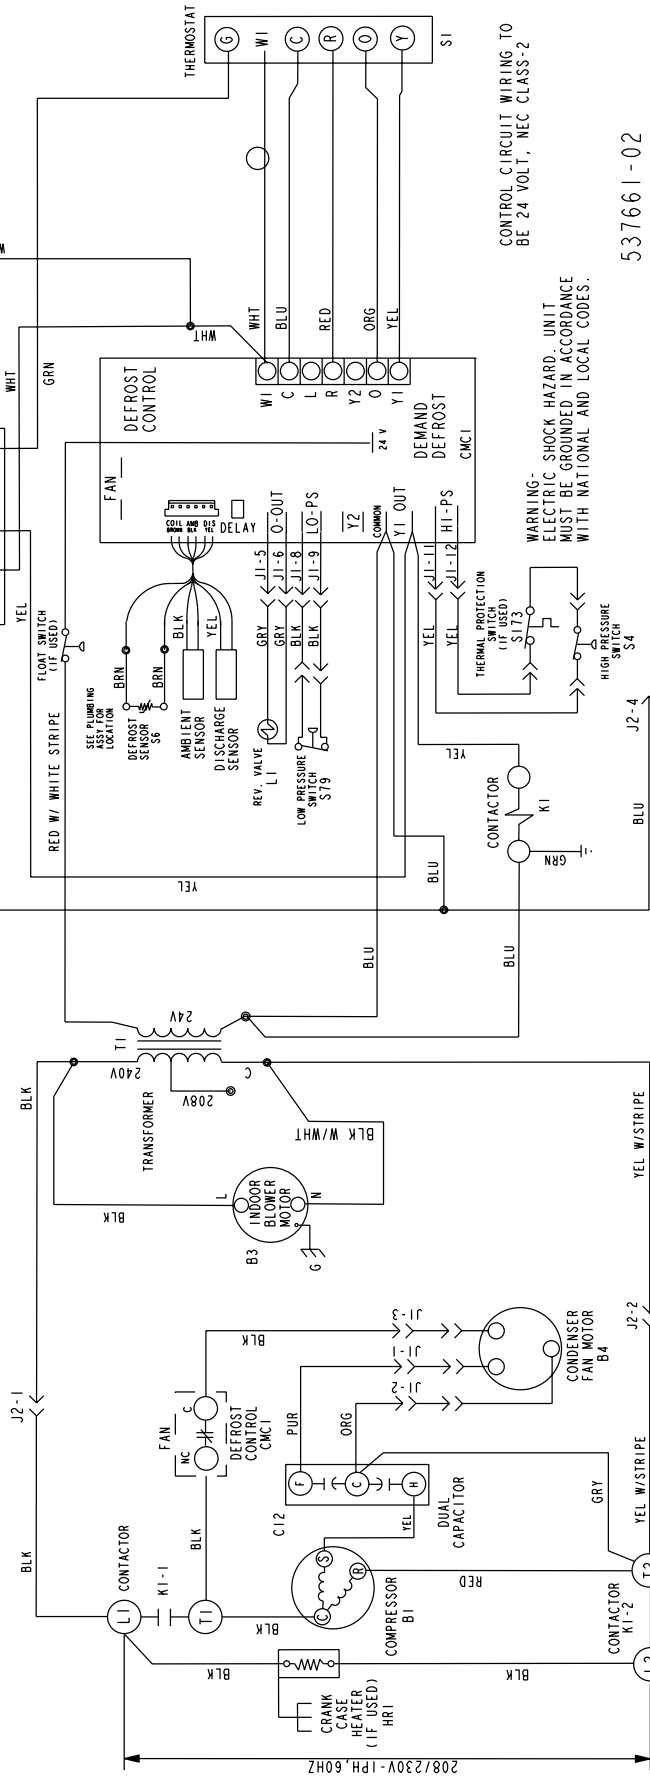 THERMOSTAT
G
W1
C
R
O
Y
S1
CONTROL CIRCUIT WIRING TO
BE 24 VOLT, NEC CLASS-2
537661-02
WHT
BLU
RED
ORG
YEL
WHT
WHT
GRN
DEFROST
CONTROL
W1
C
L
R
Y2
O
Y1
24 V
DEMAND
DEFROST
CMC1
FAN
COIL
BROWN
AMB
BLK
DIS
YEL
DELAY
O-OUT
LO-PS
Y2
COMMON
Y1 OUT
HI-PS
WARNING-
ELECTRIC SHOCK HAZARD. UNIT
MUST BE GROUNDED IN ACCORDANCE
WITH NATIONAL AND LOCAL CODES.
J1-5
J1-6
J1-8
J1-9
J1-11
J1-12
YEL
FLOAT SWITCH
(IF USED)
BRN
BRN
BLK
YEL
GRY
GRY
BLK
BLK
YEL
YEL
THERMAL PROTECTION
SWITCH
(IF USED)
S173
HIGH PRESSURE
SWITCH
S4
SEE PLUMBING
ASSY FOR
LOCATION
DEFROST
SENSOR
S6
AMBIENT
SENSOR
DISCHARGE
SENSOR
REV. VALVE
L1
LOW PRESSURE
SWITCH
S79
RED W/ WHITE STRIPE
YEL
YEL
CONTACTOR
K1
GRN
J2-4
BLU
BLU
BLU
BLU
24V
T1
240V
208V
C
TRANSFORMER
BLK
BLK W/WHT
BLK
L
INDOOR
BLOWER
MOTOR
N
B3
G
YEL W/STRIPE
J2-1
J2-2
BLK
J1-3
J1-1
J1-2
CONDENSER
FAN MOTOR
B4
FAN
NC
C
DEFROST
CONTROL
CMC1
PUR
ORG
F
C
H
C12
DUAL
CAPACITOR
YEL
GRY
YEL W/STRIPE
BLK
CONTACTOR
L1
K1-1
T1
BLK
BLK
S
R
C
COMPRESSOR
B1
RED
CONTACTOR
K1-2
BLK
BLK
CRANK
CASE
HEATER
(IF USED)
HR1
208/230V-1PH,60HZ